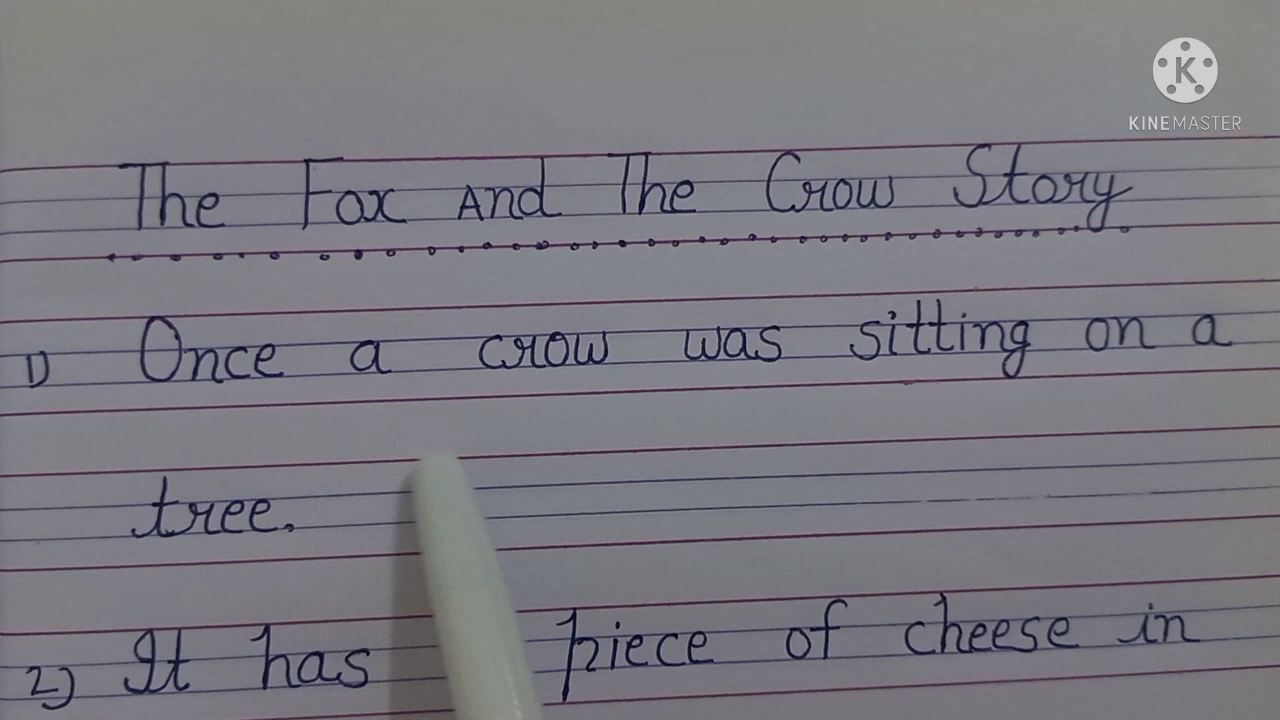 KINEMASTER
The Fox And The Crow Story
1) Once a crow was sitting on a
tree.
2) It has piece of cheese in